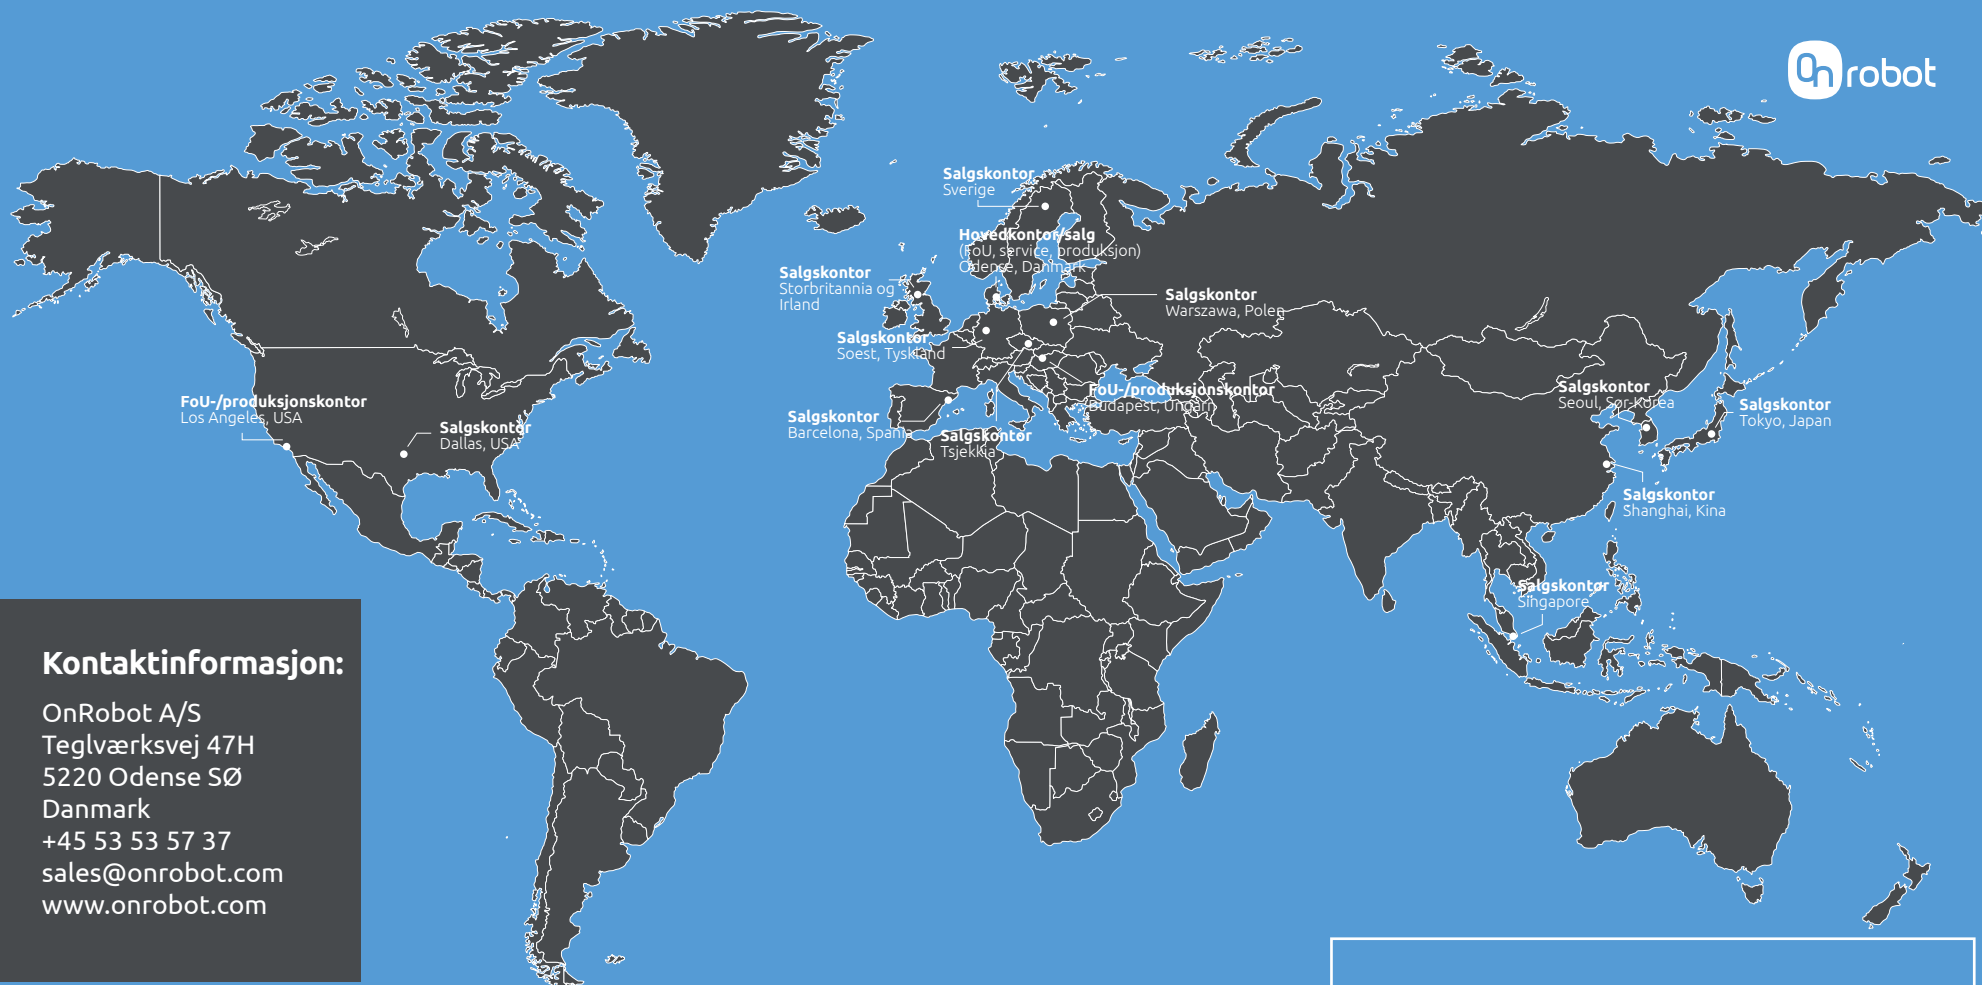 Onrobot
Salgskontor
Sverige
Hovedkontor/salg
(FoU, service, produksjon)
Odense, Danmark
Salgskontor
Storbritannia og
Irland
Salgskontor
Warszawa, Polen
Salgskontor
Soest, Tyskland
FoU-/produksjonskontor
Los Angeles, USA
Salgskontor
Dallas, USA
Salgskontor
Barcelona, Spania
Salgskontor
Tsjekkia
FoU-/produksjonskontor
Budapest, Ungarn
Salgskontor
Seoul, Sør-Korea
Salgskontor
Tokyo, Japan
Salgskontor
Shanghai, Kina
Salgskontor
Singapore
Kontaktinformasjon:
OnRobot A/S
Teglværksvej 47H
5220 Odense SØ
Danmark
+45 53 53 57 37
sales@onrobot.com
www.onrobot.com